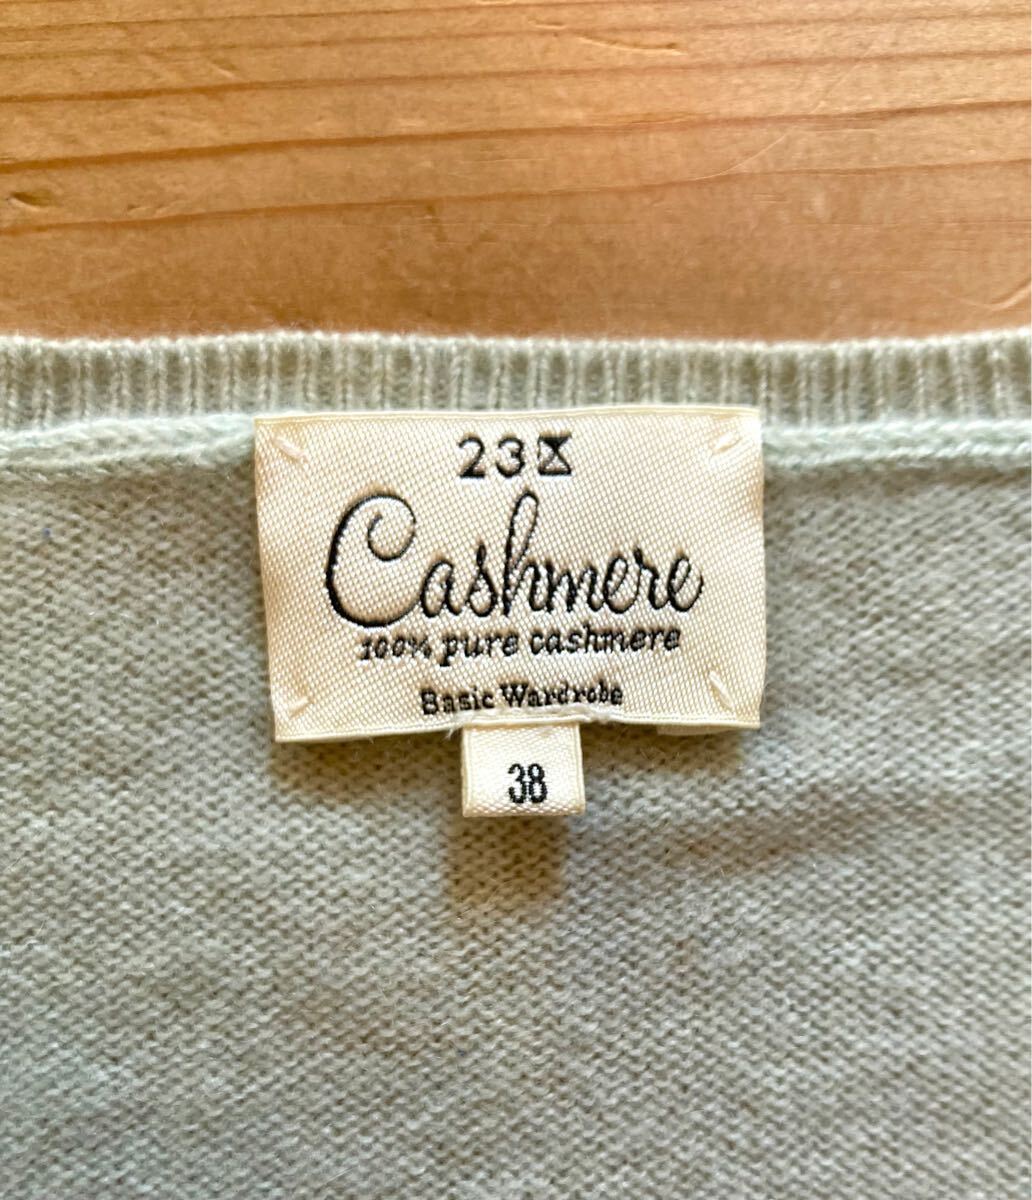 23区
Cashmere
100% pure cashmere
Basic Wardrobe
38